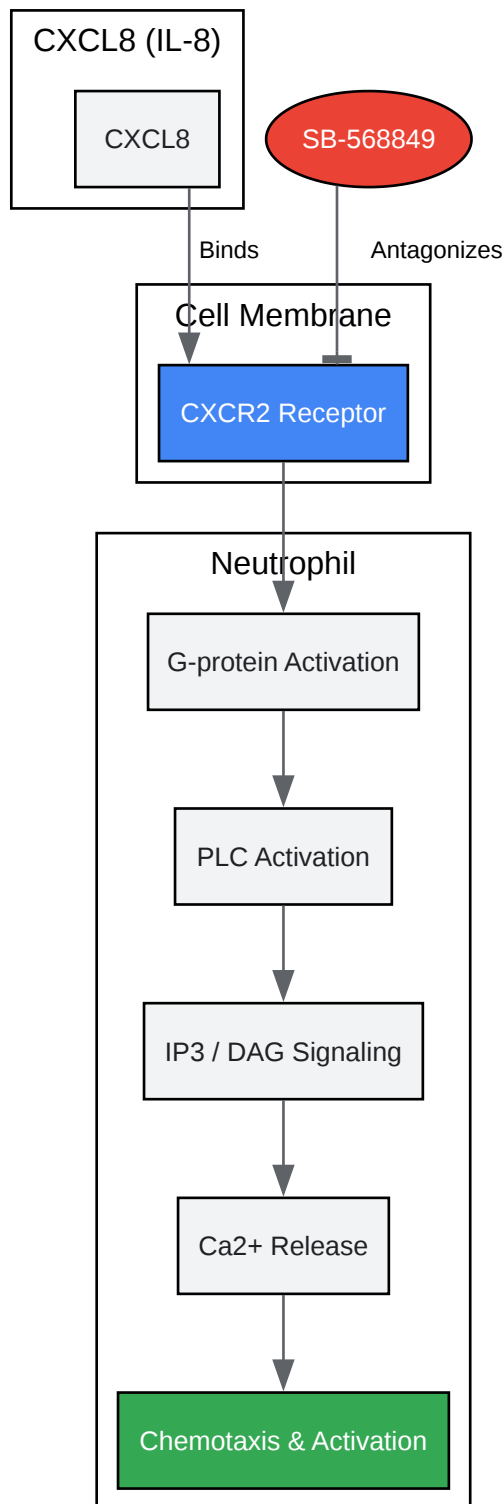 CXCL8 (IL-8)
CXCL8
SB-568849
Binds
Antagonizes
Cell Membrane
CXCR2 Receptor
Neutrophil
G-protein Activation
PLC Activation
IP3 / DAG Signaling
Ca2+ Release
Chemotaxis & Activation